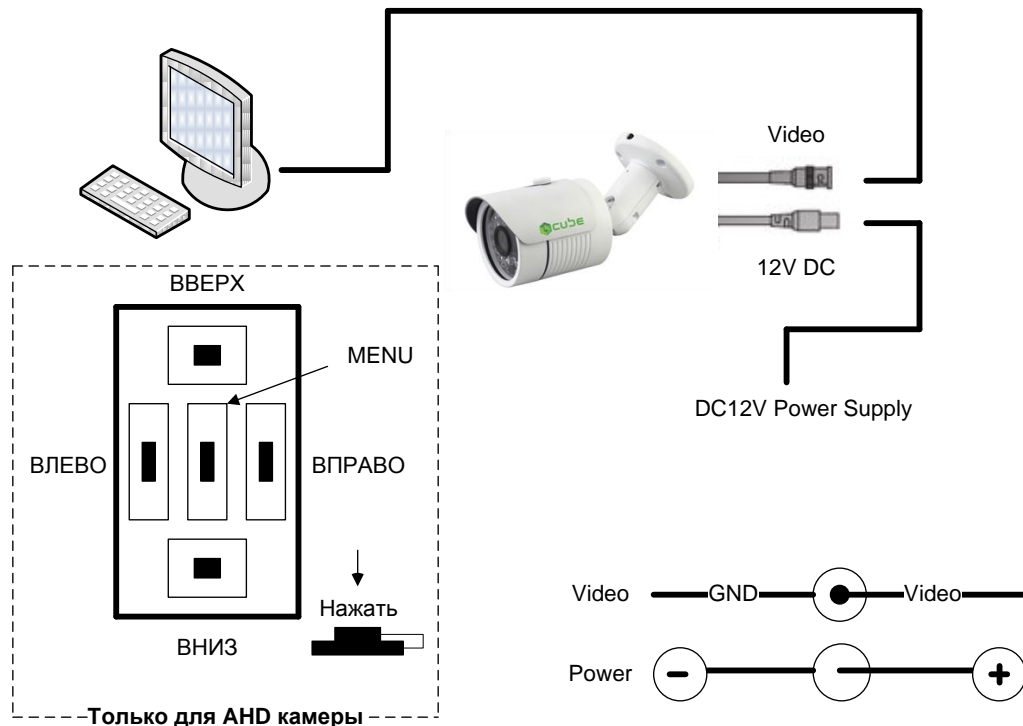 Video
cube
12V DC
DC12V Power Supply
ВВЕРХ
MENU
ВЛЕВО
ВПРАВО
Нажать
ВНИЗ
Только для AHD камеры
Video GND Video
Power - +